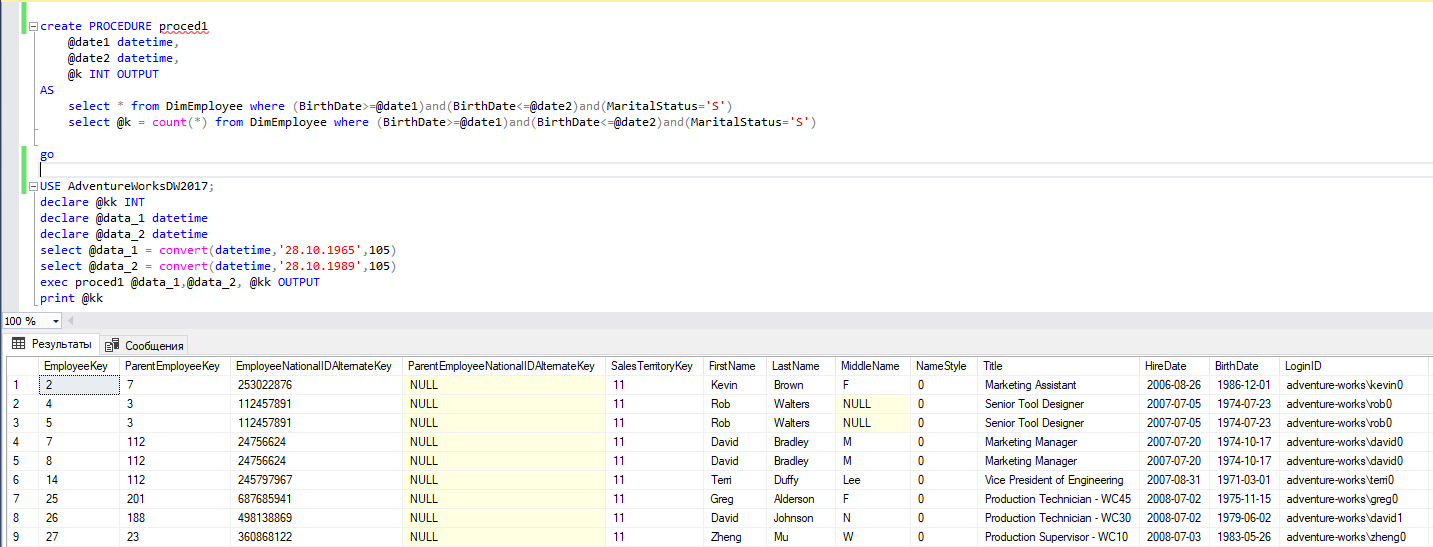 create PROCEDURE proced1
@date1 datetime,
@date2 datetime,
@k INT OUTPUT
AS
select * from DimEmployee where (BirthDate>=@date1)and(BirthDate<=@date2)and(MaritalStatus='S')
select @k = count(*) from DimEmployee where (BirthDate>=@date1)and(BirthDate<=@date2)and(MaritalStatus='S')
go
USE AdventureWorksDW2017;
declare @kk INT
declare @data_1 datetime
declare @data_2 datetime
select @data_1 = convert(datetime,'28.10.1965',105)
select @data_2 = convert(datetime,'28.10.1989',105)
exec proced1 @data_1,@data_2, @kk OUTPUT
print @kk
100 %
Результаты Сообщения
EmployeeKey ParentEmployeeKey EmployeeNationalIDAlternateKey ParentEmployeeNationalIDAlternateKey SalesTerritoryKey FirstName LastName MiddleName NameStyle Title HireDate BirthDate LoginID
1 2 7 253022876 NULL 11 Kevin Brown F 0 Marketing Assistant 2006-08-26 1986-12-01 adventure-works\kevin0
2 4 3 112457891 NULL 11 Rob Walters NULL 0 Senior Tool Designer 2007-07-05 1974-07-23 adventure-works\rob0
3 5 3 112457891 NULL 11 Rob Walters NULL 0 Senior Tool Designer 2007-07-05 1974-07-23 adventure-works\rob0
4 7 112 24756624 NULL 11 David Bradley M 0 Marketing Manager 2007-07-20 1974-10-17 adventure-works\david0
5 8 112 24756624 NULL 11 David Bradley M 0 Marketing Manager 2007-07-20 1974-10-17 adventure-works\david0
6 14 112 245797967 NULL 11 Terri Duffy Lee 0 Vice President of Engineering 2007-08-31 1971-03-01 adventure-works\terri0
7 25 201 687685941 NULL 11 Greg Alderson F 0 Production Technician - WC45 2008-07-02 1975-11-15 adventure-works\greg0
8 26 188 498138869 NULL 11 David Johnson N 0 Production Technician - WC30 2008-07-02 1979-06-02 adventure-works\david1
9 27 23 360868122 NULL 11 Zheng Mu W 0 Production Supervisor - WC10 2008-07-03 1983-05-26 adventure-works\zheng0